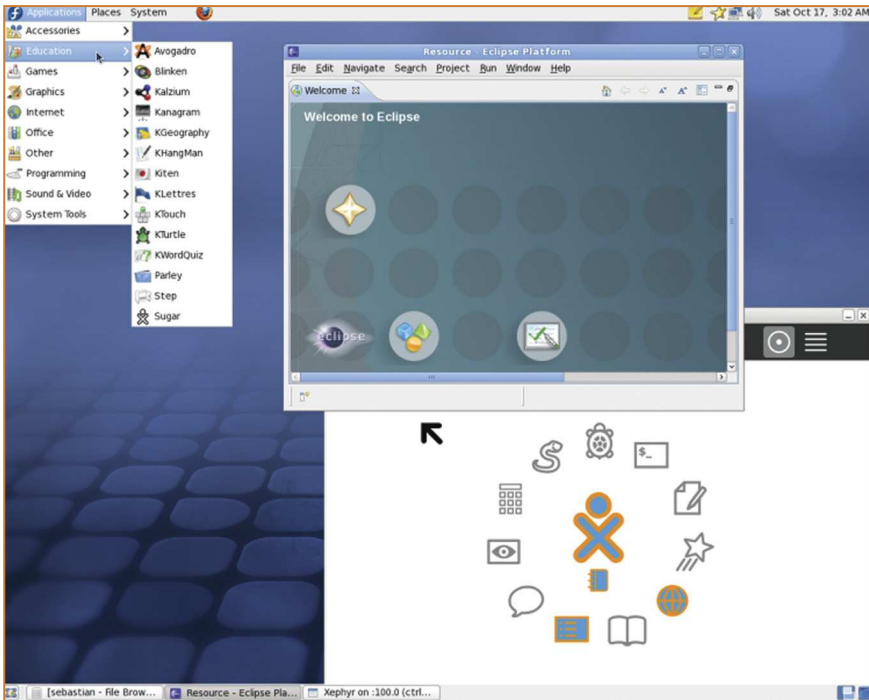 Applications Places System Sat Oct 17, 3:02 AM
Accessories
Education
Games
Graphics
Internet
Office
Other
Programming
Sound & Video
System Tools
Avogadro
Blinken
Kalzium
Kanagram
KGeography
KHangMan
Kiten
KLettres
KTouch
KTurtle
KWordQuiz
Parley
Step
Sugar
Resource - Eclipse Platform
File Edit Navigate Search Project Run Window Help
Welcome
Welcome to Eclipse
eclipse
$_
[sebastian - File Brow... Resource - Eclipse Pla... Xephyr on :100.0 (ctrl...